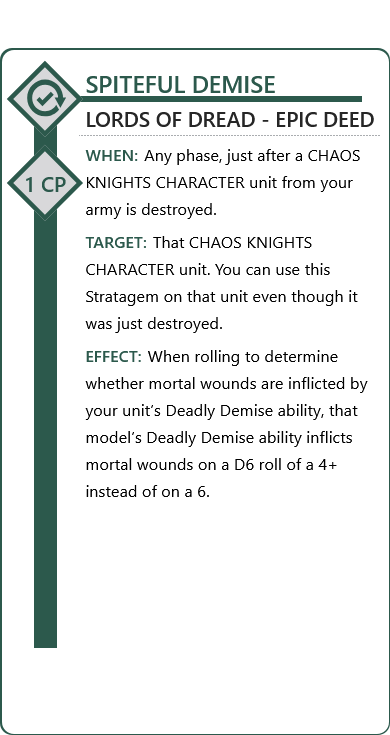 SPITEFUL DEMISE
LORDS OF DREAD - EPIC DEED
1 CP
WHEN: Any phase, just after a CHAOS
KNIGHTS CHARACTER unit from your
army is destroyed.
TARGET: That CHAOS KNIGHTS
CHARACTER unit. You can use this
Stratagem on that unit even though it
was just destroyed.
EFFECT: When rolling to determine
whether mortal wounds are inflicted by
your unit’s Deadly Demise ability, that
model’s Deadly Demise ability inflicts
mortal wounds on a D6 roll of a 4+
instead of on a 6.